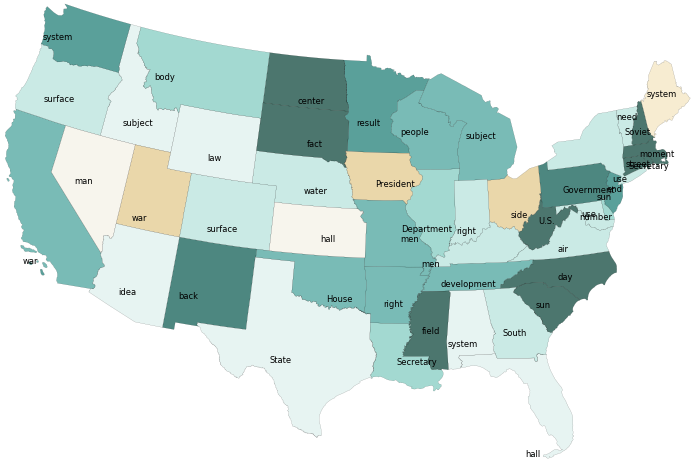 system
body
surface
subject
law
man
war
surface
center
fact
result
people
subject
water
President
hall
war
idea
back
House
State
men
Department
right
side
U.S.
Government
air
men
development
right
field
Secretary
system
South
sun
day
hall
system
need
Soviet
moment
street
Secretary
use
end
sun
use
number